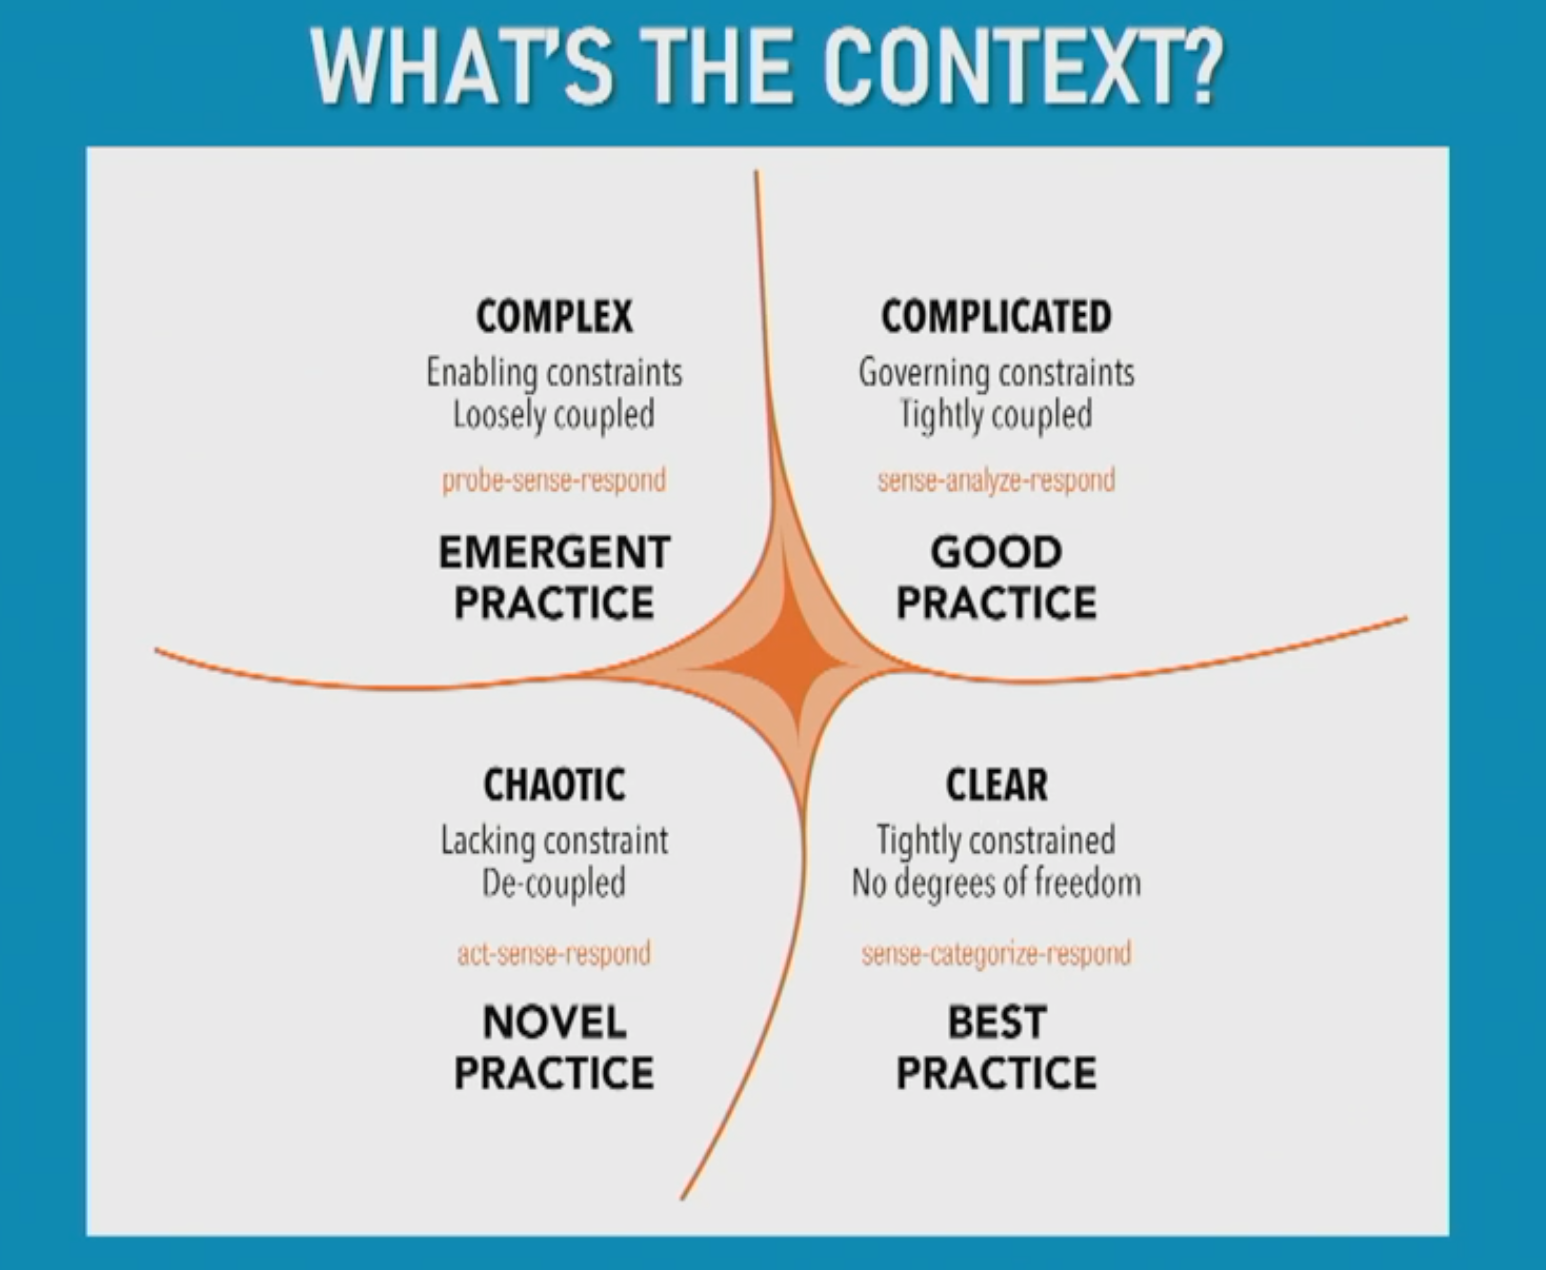 WHAT'S THE CONTEXT?
COMPLEX
Enabling constraints
Loosely coupled
probe-sense-respond
EMERGENT
PRACTICE
COMPLICATED
Governing constraints
Tightly coupled
sense-analyze-respond
GOOD
PRACTICE
CHAOTIC
Lacking constraint
De-coupled
act-sense-respond
NOVEL
PRACTICE
CLEAR
Tightly constrained
No degrees of freedom
sense-categorize-respond
BEST
PRACTICE